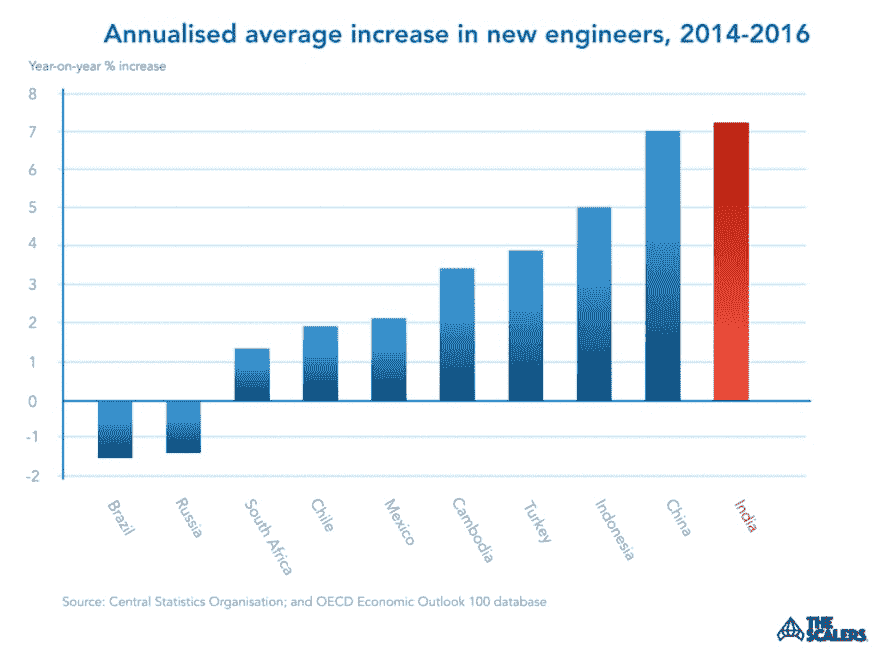 Annualised average increase in new engineers, 2014-2016
Year-on-year % increase
8
7
6
5
4
3
2
1
0
-1
-2
Brazil
Russia
South Africa
Chile
Mexico
Cambodia
Turkey
Indonesia
China
India
Source: Central Statistics Organisation; and OECD Economic Outlook 100 database
THE
SCALERS